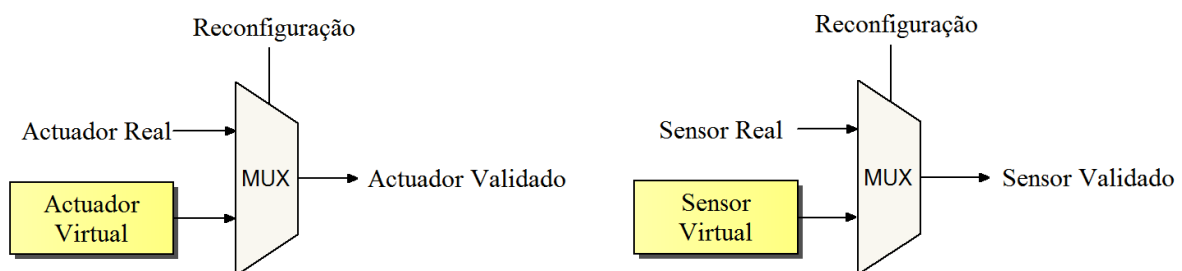 Reconfiguração
Actuador Real
MUX
Actuador Validado
Actuador
Virtual
Reconfiguração
Sensor Real
MUX
Sensor Validado
Sensor
Virtual